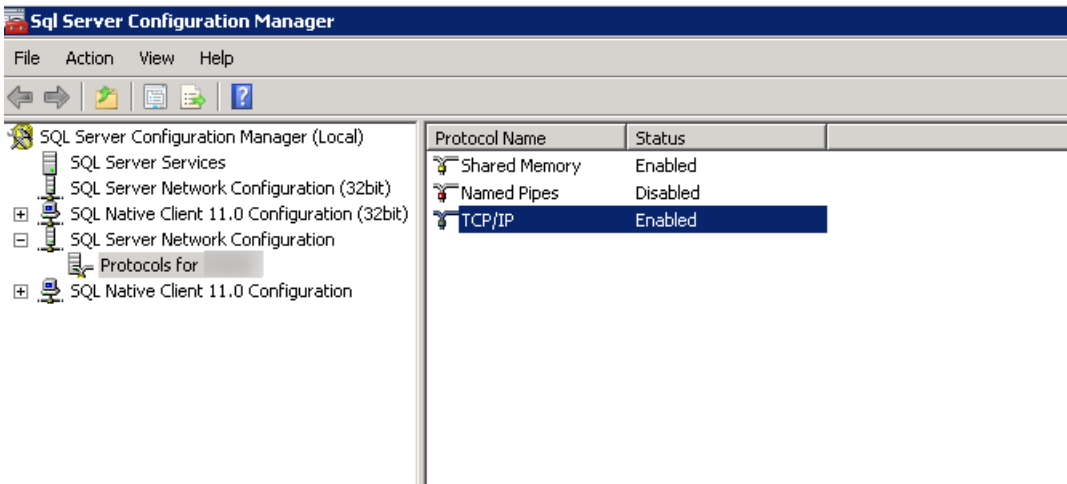 Sql Server Configuration Manager
File Action View Help
SQL Server Configuration Manager (Local)
SQL Server Services
SQL Server Network Configuration (32bit)
SQL Native Client 11.0 Configuration (32bit)
SQL Server Network Configuration
Protocols for
SQL Native Client 11.0 Configuration
Protocol Name Status
Shared Memory Enabled
Named Pipes Disabled
TCP/IP Enabled